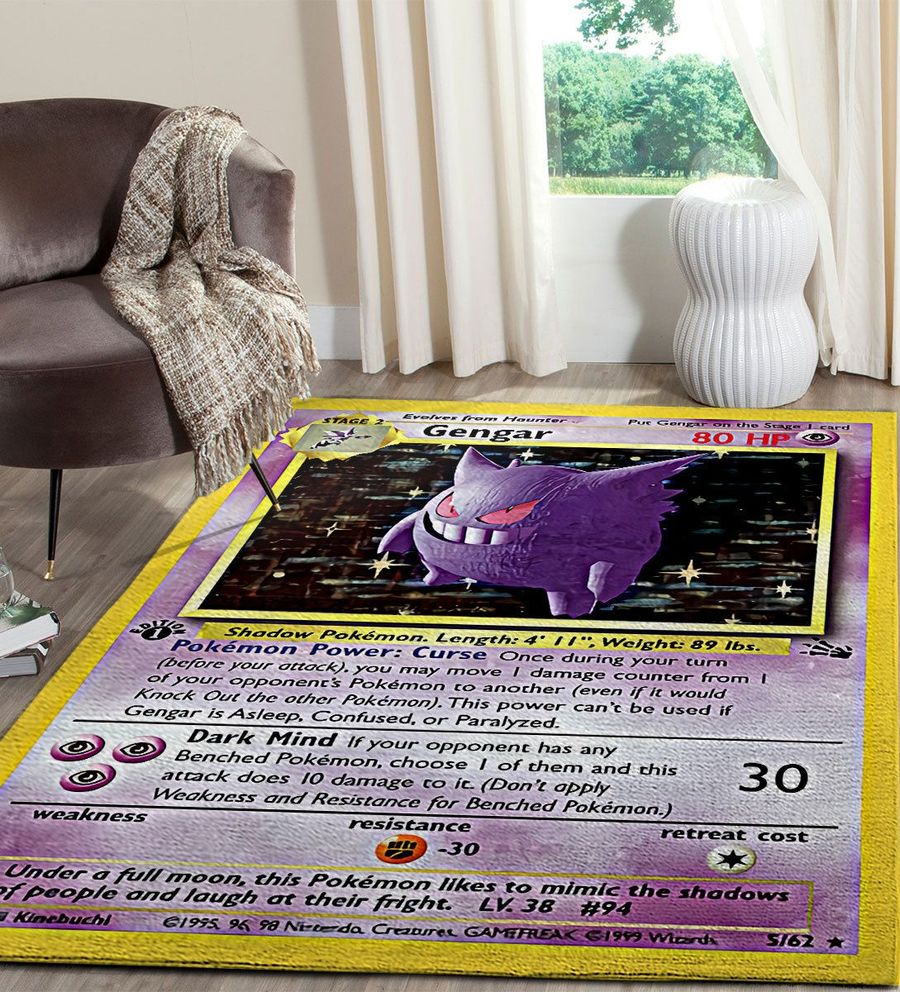 STAGE 2
Evolves from Haunter
Put Gengar on the Stage 1 card
Gengar
80 HP
EDITION
1
Shadow Pokémon. Length: 4' 11", Weight: 89 lbs.
Pokémon Power: Curse Once during your turn
(before your attack), you may move 1 damage counter from 1
of your opponent's Pokémon to another (even if it would
Knock Out the other Pokémon). This power can't be used if
Gengar is Asleep, Confused, or Paralyzed.
Dark Mind If your opponent has any
Benched Pokémon, choose 1 of them and this
attack does 10 damage to it. (Don't apply
Weakness and Resistance for Benched Pokémon.)
30
weakness
resistance
retreat cost
-30
Under a full moon, this Pokémon likes to mimic the shadows
of people and laugh at their fright. LV. 38 #94
Kinebuchi
©1995, 96, 98 Nintendo, Creatures, GAMEFREAK ©1999 Wizards
5/62